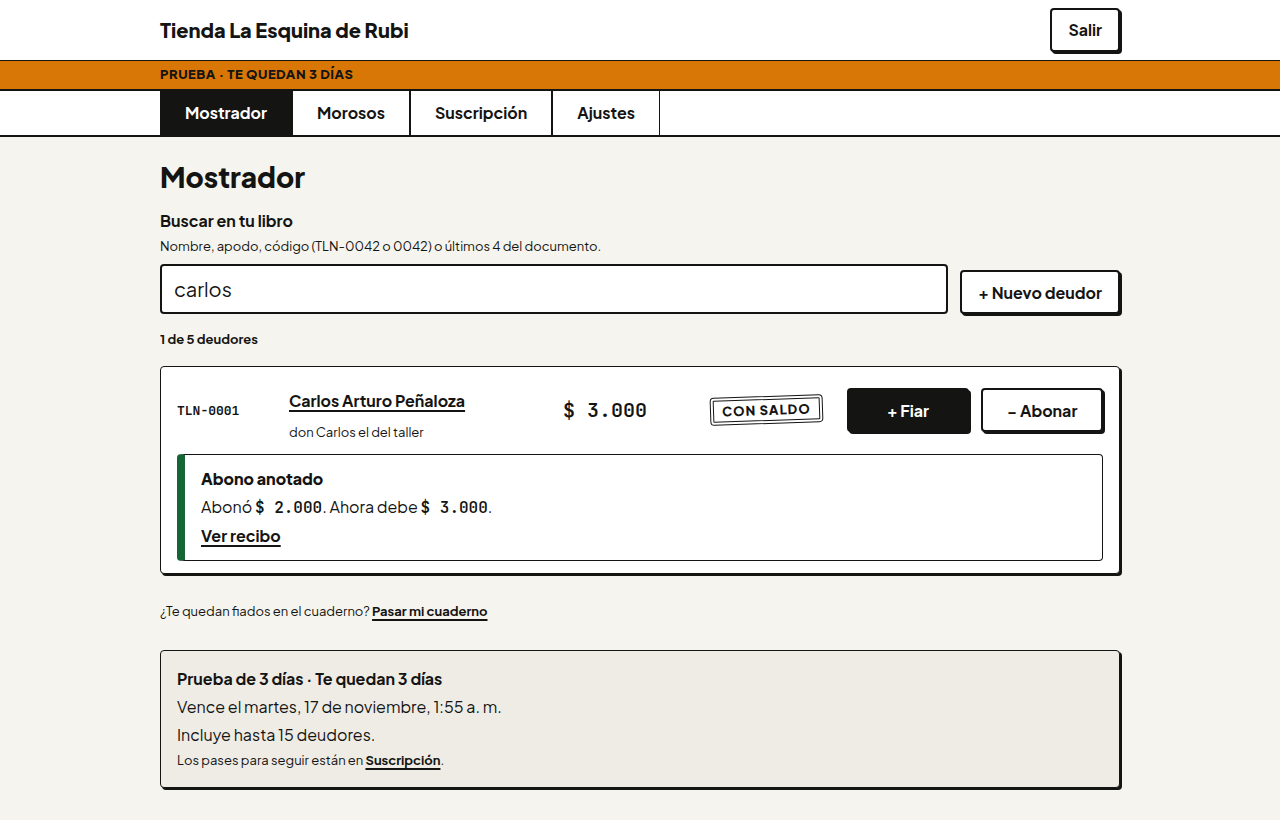 Tienda La Esquina de Rubi
Salir
PRUEBA · TE QUEDAN 3 DÍAS
Mostrador
Morosos
Suscripción
Ajustes
Mostrador
Buscar en tu libro
Nombre, apodo, código (TLN-0042 o 0042) o últimos 4 del documento.
carlos
+ Nuevo deudor
1 de 5 deudores
TLN-0001
Carlos Arturo Peñaloza
don Carlos el del taller
$ 3.000
CON SALDO
+ Fiar
− Abonar
Abono anotado
Abonó $ 2.000. Ahora debe $ 3.000.
Ver recibo
¿Te quedan fiados en el cuaderno? Pasar mi cuaderno
Prueba de 3 días · Te quedan 3 días
Vence el martes, 17 de noviembre, 1:55 a. m.
Incluye hasta 15 deudores.
Los pases para seguir están en Suscripción.